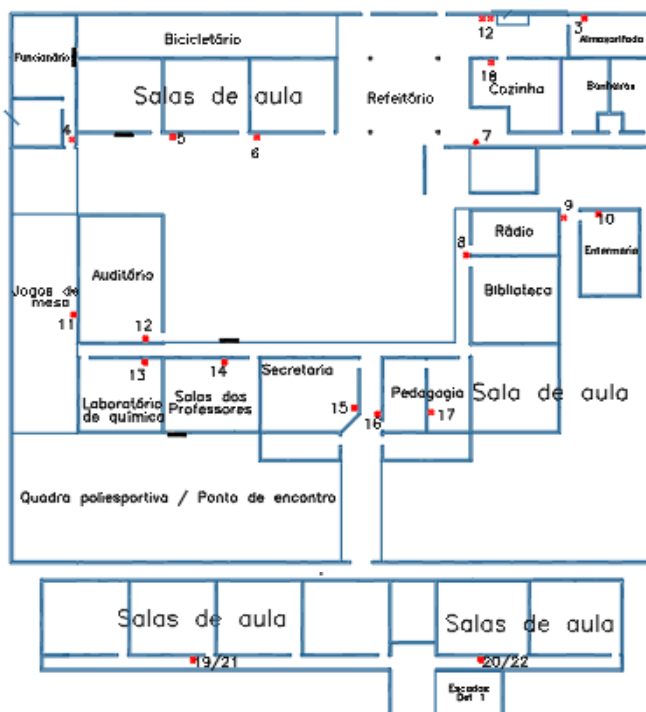 12
3
Bicicletário
Almoxarifado
Funcionário
18
Cozinha
Banheiros
Salas de aula
Refeitório
4
5
6
7
9
10
Rádio
8
Enfermaria
Auditório
Biblioteca
Jogos de
mesa
11
12
13
14
Secretaria
Laboratório
de química
Salas dos
Professores
15
16
Pedagogia
17
Sala de aula
Quadra poliesportiva / Ponto de encontro
Salas de aula
Salas de aula
19/21
20/22
Escadas